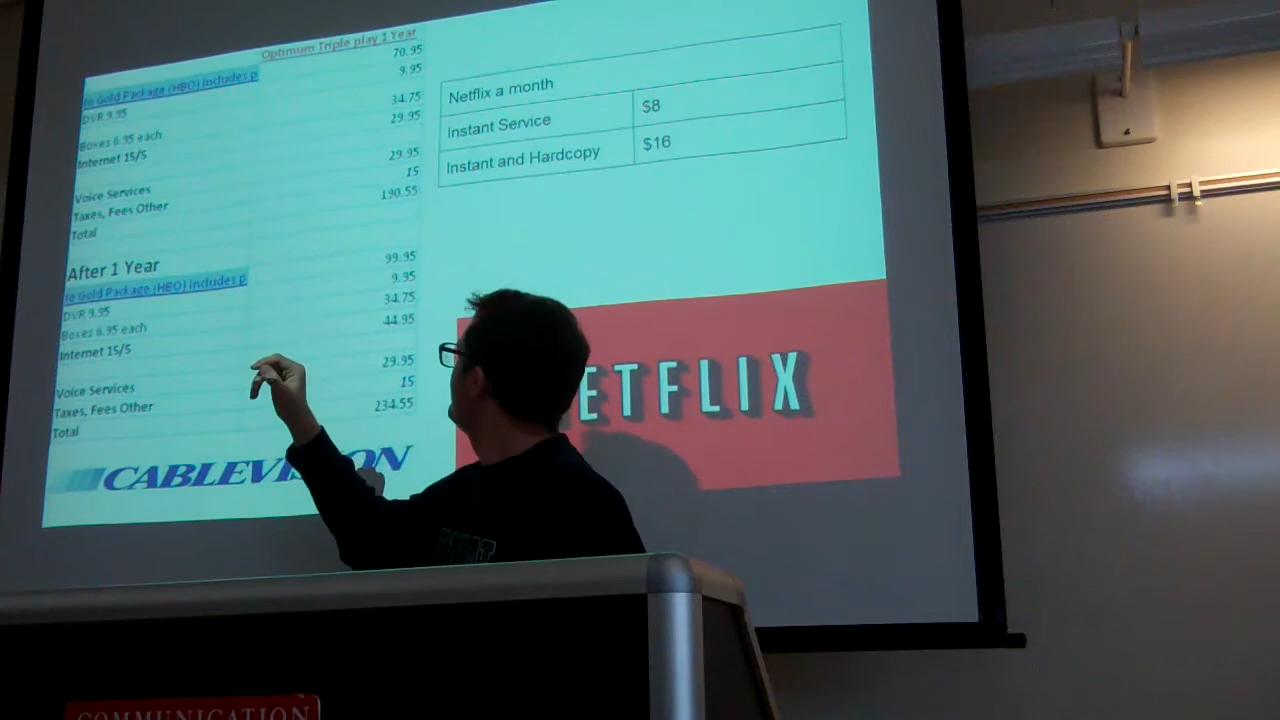 Optimum Triple play 1 Year
70.95
to Gold Package (HBO) includes p 9.95
DVR 9.95
34.75
Boxes 6.95 each 29.95
Internet 15/5
29.95
Voice Services 15
Taxes, Fees Other 190.55
Total
After 1 Year 99.95
to Gold Package (HBO) includes p 9.95
DVR 9.95 34.75
Boxes 6.95 each 44.95
Internet 15/5
29.95
Voice Services 15
Taxes, Fees Other 234.55
Total
CABLEVISION
Netflix a month
Instant Service $8
Instant and Hardcopy $16
ETFLIX
COMMUNICATION